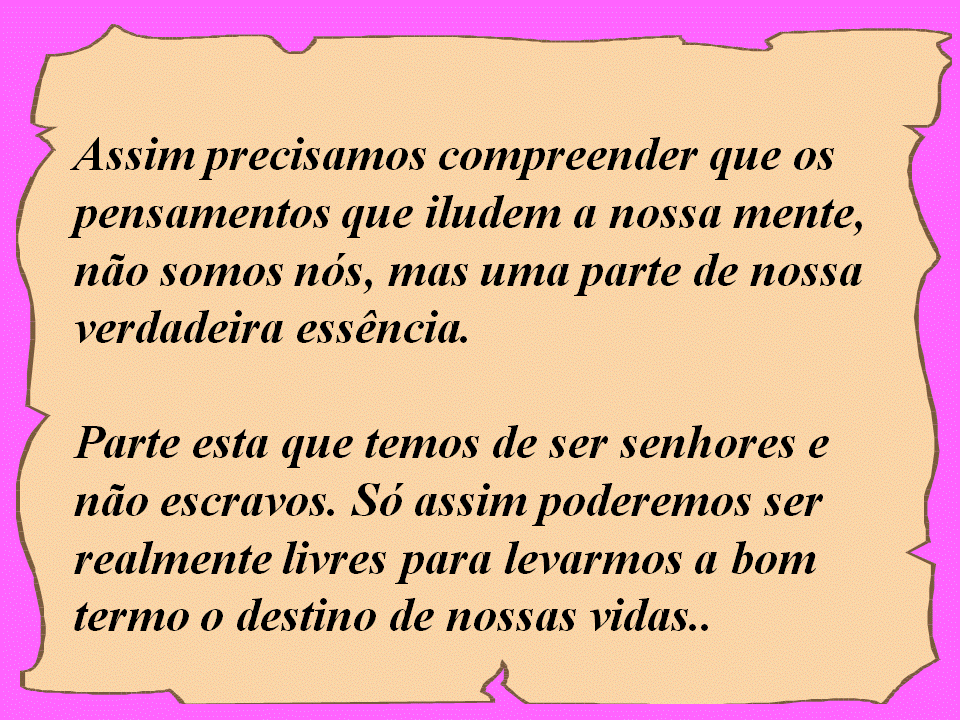 Assim precisamos compreender que os
pensamentos que iludem a nossa mente,
não somos nós, mas uma parte de nossa
verdadeira essência.
Parte esta que temos de ser senhores e
não escravos. Só assim poderemos ser
realmente livres para levarmos a bom
termo o destino de nossas vidas..